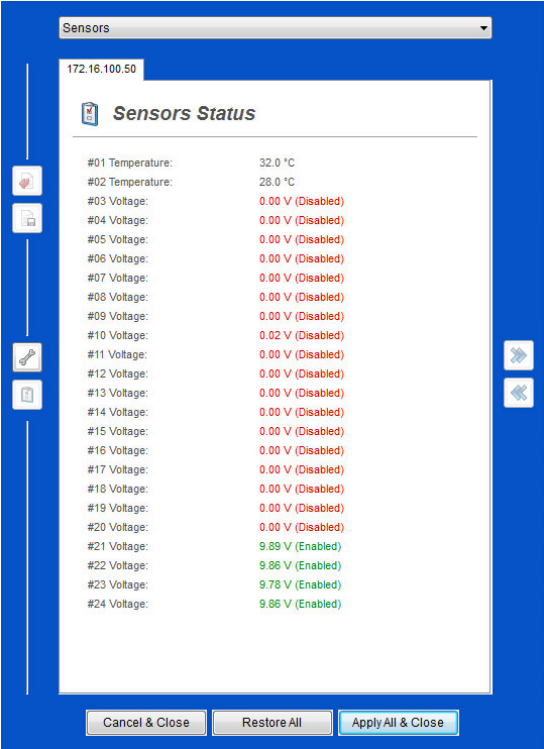 Sensors
172.16.100.50
Sensors Status
#01 Temperature: 32.0 °C
#02 Temperature: 28.0 °C
#03 Voltage: 0.00 V (Disabled)
#04 Voltage: 0.00 V (Disabled)
#05 Voltage: 0.00 V (Disabled)
#06 Voltage: 0.00 V (Disabled)
#07 Voltage: 0.00 V (Disabled)
#08 Voltage: 0.00 V (Disabled)
#09 Voltage: 0.00 V (Disabled)
#10 Voltage: 0.02 V (Disabled)
#11 Voltage: 0.00 V (Disabled)
#12 Voltage: 0.00 V (Disabled)
#13 Voltage: 0.00 V (Disabled)
#14 Voltage: 0.00 V (Disabled)
#15 Voltage: 0.00 V (Disabled)
#16 Voltage: 0.00 V (Disabled)
#17 Voltage: 0.00 V (Disabled)
#18 Voltage: 0.00 V (Disabled)
#19 Voltage: 0.00 V (Disabled)
#20 Voltage: 0.00 V (Disabled)
#21 Voltage: 9.89 V (Enabled)
#22 Voltage: 9.86 V (Enabled)
#23 Voltage: 9.78 V (Enabled)
#24 Voltage: 9.86 V (Enabled)
Cancel & Close Restore All Apply All & Close